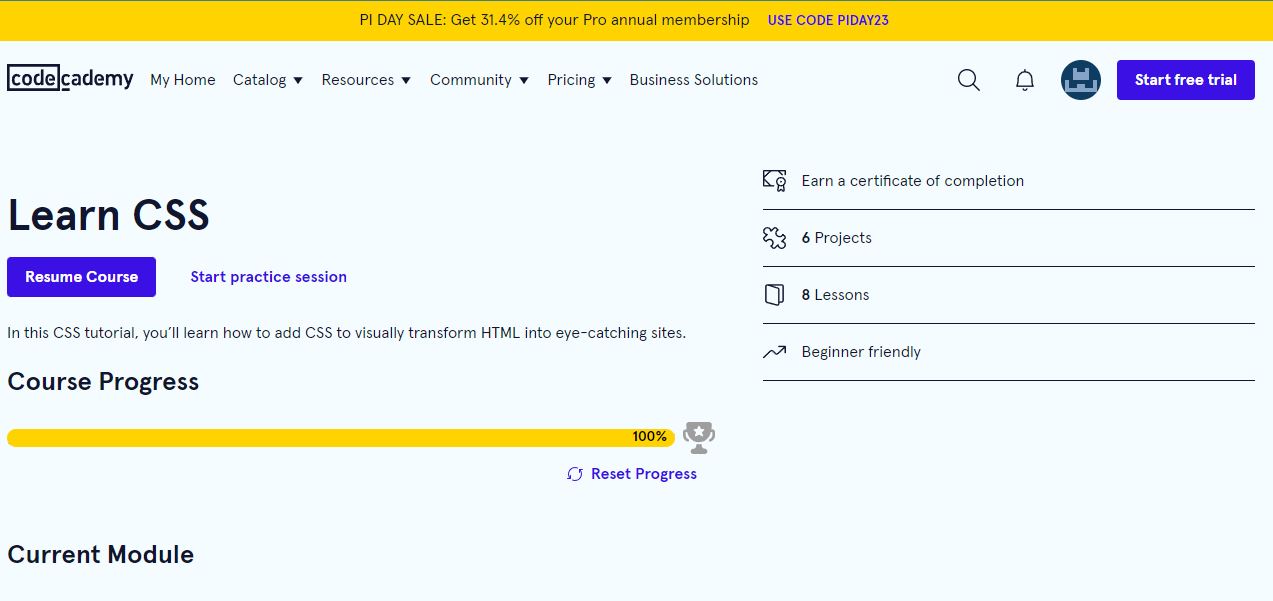 PI DAY SALE: Get 31.4% off your Pro annual membership USE CODE PIDAY23
codecademy My Home Catalog Resources Community Pricing Business Solutions Start free trial
Learn CSS
Resume Course Start practice session
In this CSS tutorial, you’ll learn how to add CSS to visually transform HTML into eye-catching sites.
Course Progress
100%
Reset Progress
Current Module
Earn a certificate of completion
6 Projects
8 Lessons
Beginner friendly